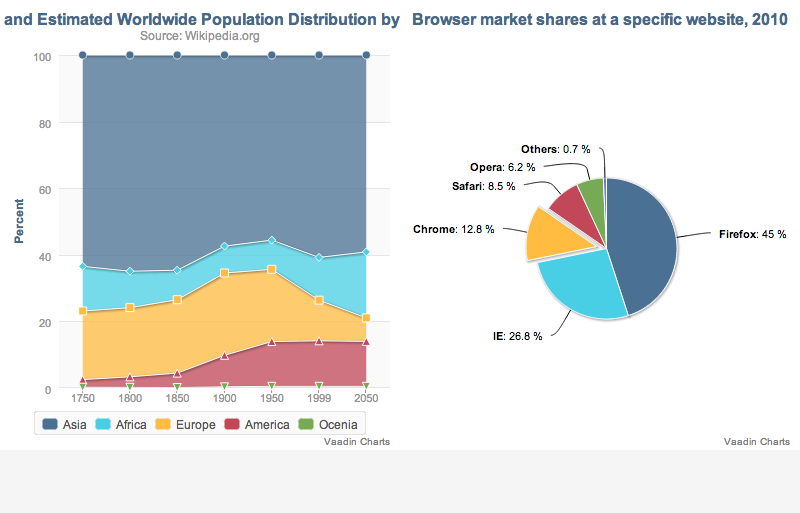 and Estimated Worldwide Population Distribution by
Source: Wikipedia.org
Percent
100
80
60
40
20
0
1750 1800 1850 1900 1950 1999 2050
Asia Africa Europe America Ocenia
Vaadin Charts
Browser market shares at a specific website, 2010
Others: 0.7 %
Opera: 6.2 %
Safari: 8.5 %
Chrome: 12.8 %
Firefox: 45 %
IE: 26.8 %
Vaadin Charts